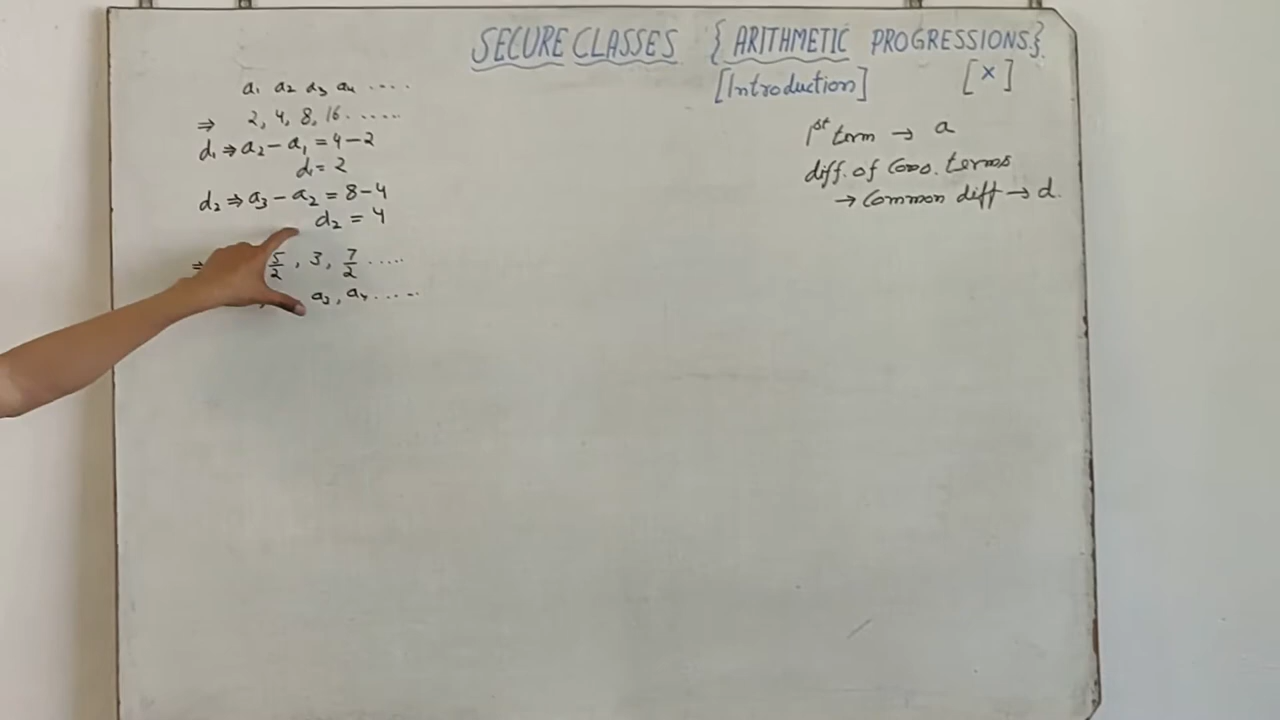 SECURE CLASSES { ARITHMETIC PROGRESSIONS.}
[Introduction] [x]
a₁ a₂ a₃ a₄ ....
⇒ 2, 4, 8, 16 ......
d₁ ⇒ a₂ - a₁ = 4 - 2
d₁ = 2
d₂ ⇒ a₃ - a₂ = 8 - 4
d₂ = 4
⇒ 5/2, 3, 7/2 .....
a₃, a₄ ......
1st term → a
diff. of cons. terms
→ Common diff → d.